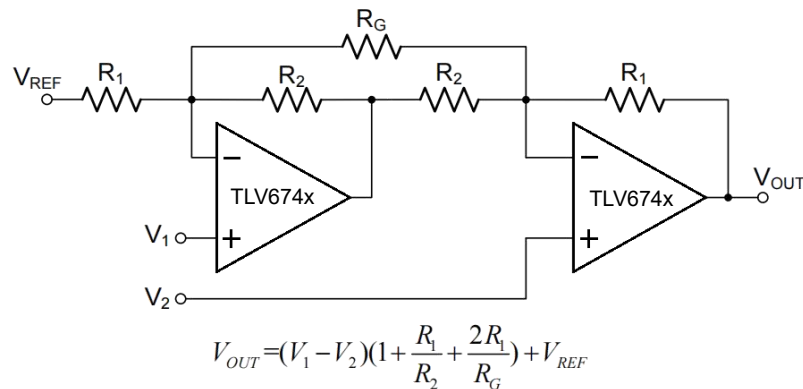 R_G
V_REF R_1 R_2 R_2 R_1
− −
TLV674x TLV674x V_OUT
V_1 + +
V_2
V_OUT=(V_1−V_2)(1+R_1/R_2+2R_1/R_G)+V_REF